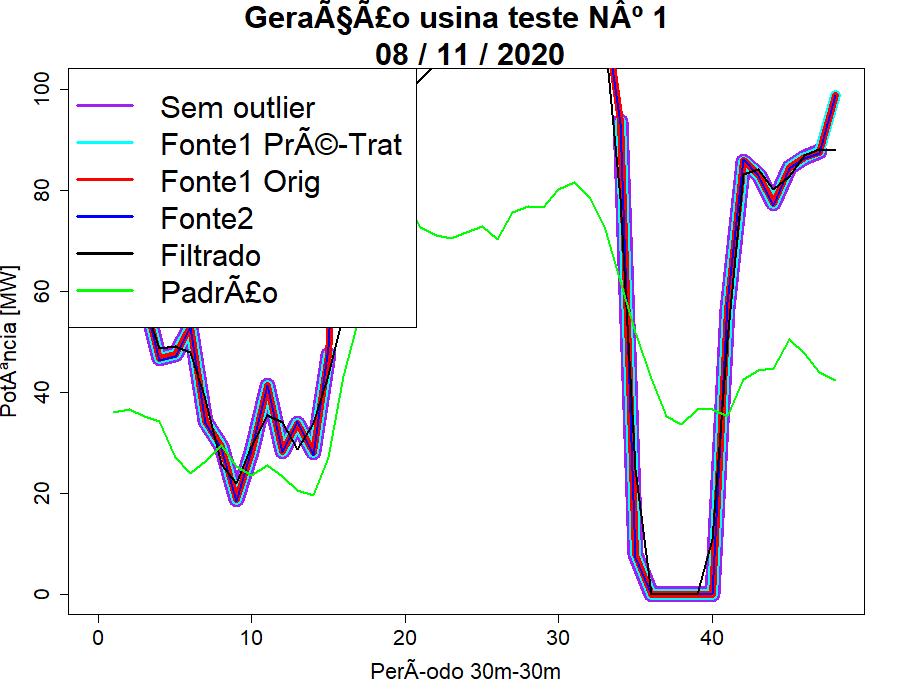 GeraÃ§Ã£o usina teste NÂº 1
08 / 11 / 2020
Sem outlier
Fonte1 PrÃ©-Trat
Fonte1 Orig
Fonte2
Filtrado
PadrÃ£o
PotÃªncia [MW]
100
80
60
40
20
0
0 10 20 30 40
PerÃ-odo 30m-30m